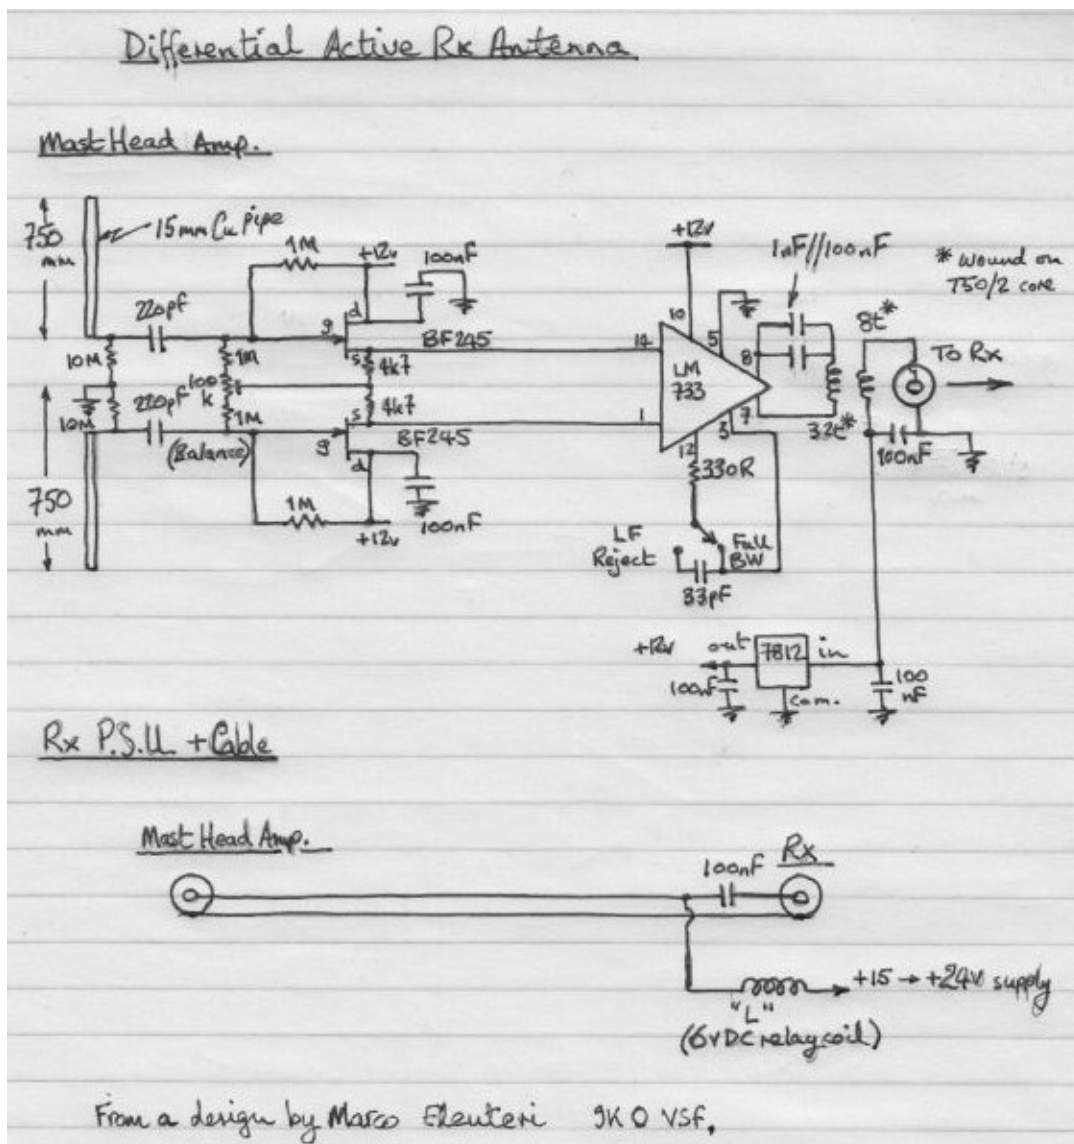 Differential Active Rx Antenna
Mast Head Amp.
750
mm
15mm Cu pipe
1M
+12v
100nF
+12v
1nF//100nF
* wound on
T50/2 core
220pf
g
d
BF245
10
5
8t*
To Rx
10M
1M
s
4k7
14
LM
733
8
100
k
10M
220pf
1M
4k7
s
1
3
7
32t*
(Balance)
g
BF245
d
12
100nF
330R
750
mm
1M
+12v
100nF
LF
Reject
Full
BW
33pF
+12v
out
7812
in
100nF
com.
100
nF
Rx P.S.U + Cable
Mast Head Amp.
100nF
Rx
+15 → +24v supply
"L"
(6v DC relay coil)
From a design by Marco Eleuteri IK0VSF.